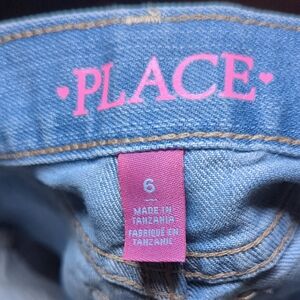 PLACE
6
MADE IN
TANZANIA
FABRIQUÉ EN
TANZANIE